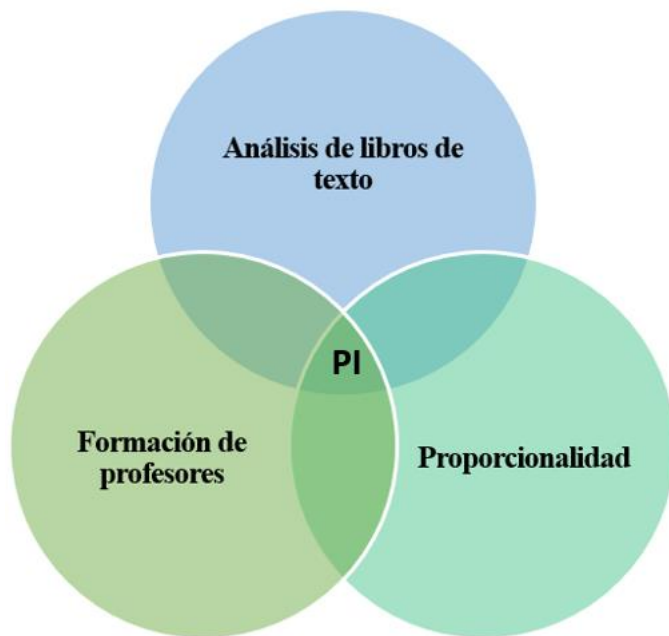 Análisis de libros de
texto
PI
Formación de
profesores
Proporcionalidad